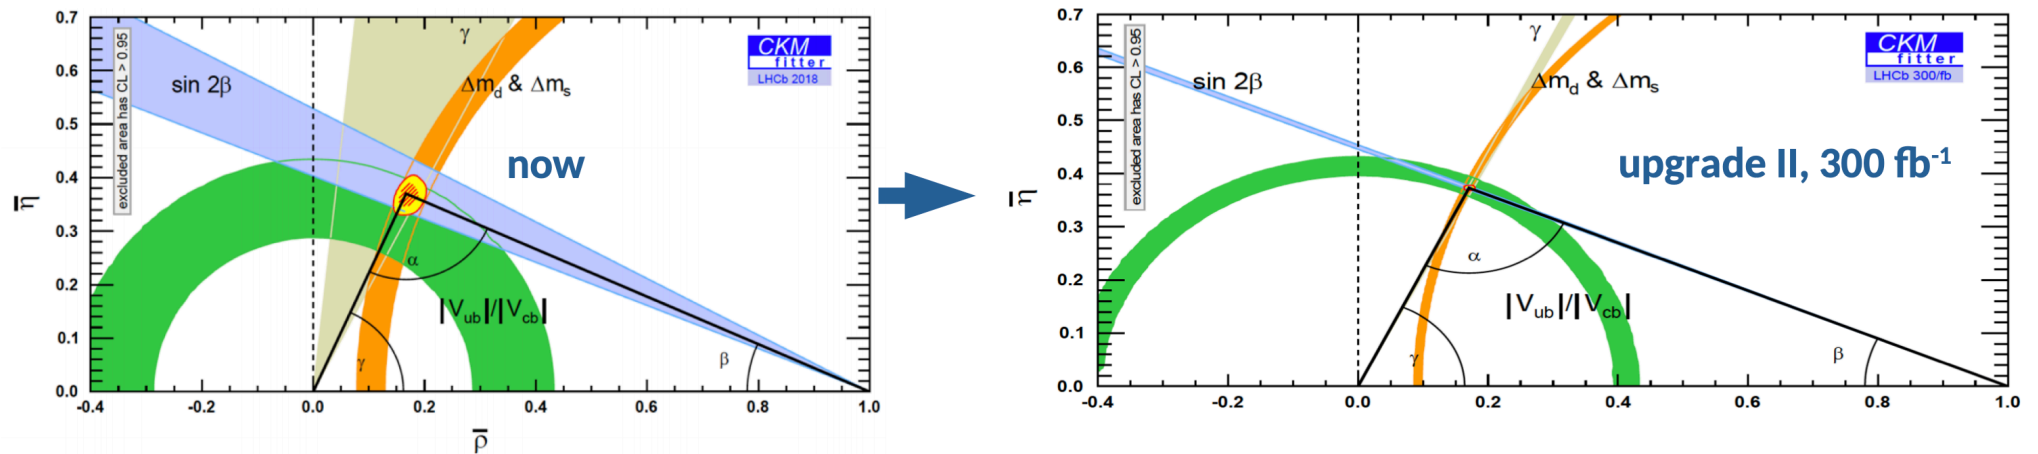 0.7
0.6
0.5
0.4
0.3
0.2
0.1
0.0
-0.4
-0.2
0.0
0.2
0.4
0.6
0.8
1.0
η̄
ρ̄
excluded area has CL > 0.95
sin 2β
γ
Δm_d & Δm_s
CKM
fitter
LHCb 2018
now
α
|V_ub|/|V_cb|
γ
β
0.7
0.6
0.5
0.4
0.3
0.2
0.1
0.0
-0.4
-0.2
0.0
0.2
0.4
0.6
0.8
1.0
η̄
excluded area has CL > 0.95
sin 2β
γ
Δm_d & Δm_s
CKM
fitter
LHCb 300/fb
upgrade II, 300 fb⁻¹
α
|V_ub|/|V_cb|
γ
β